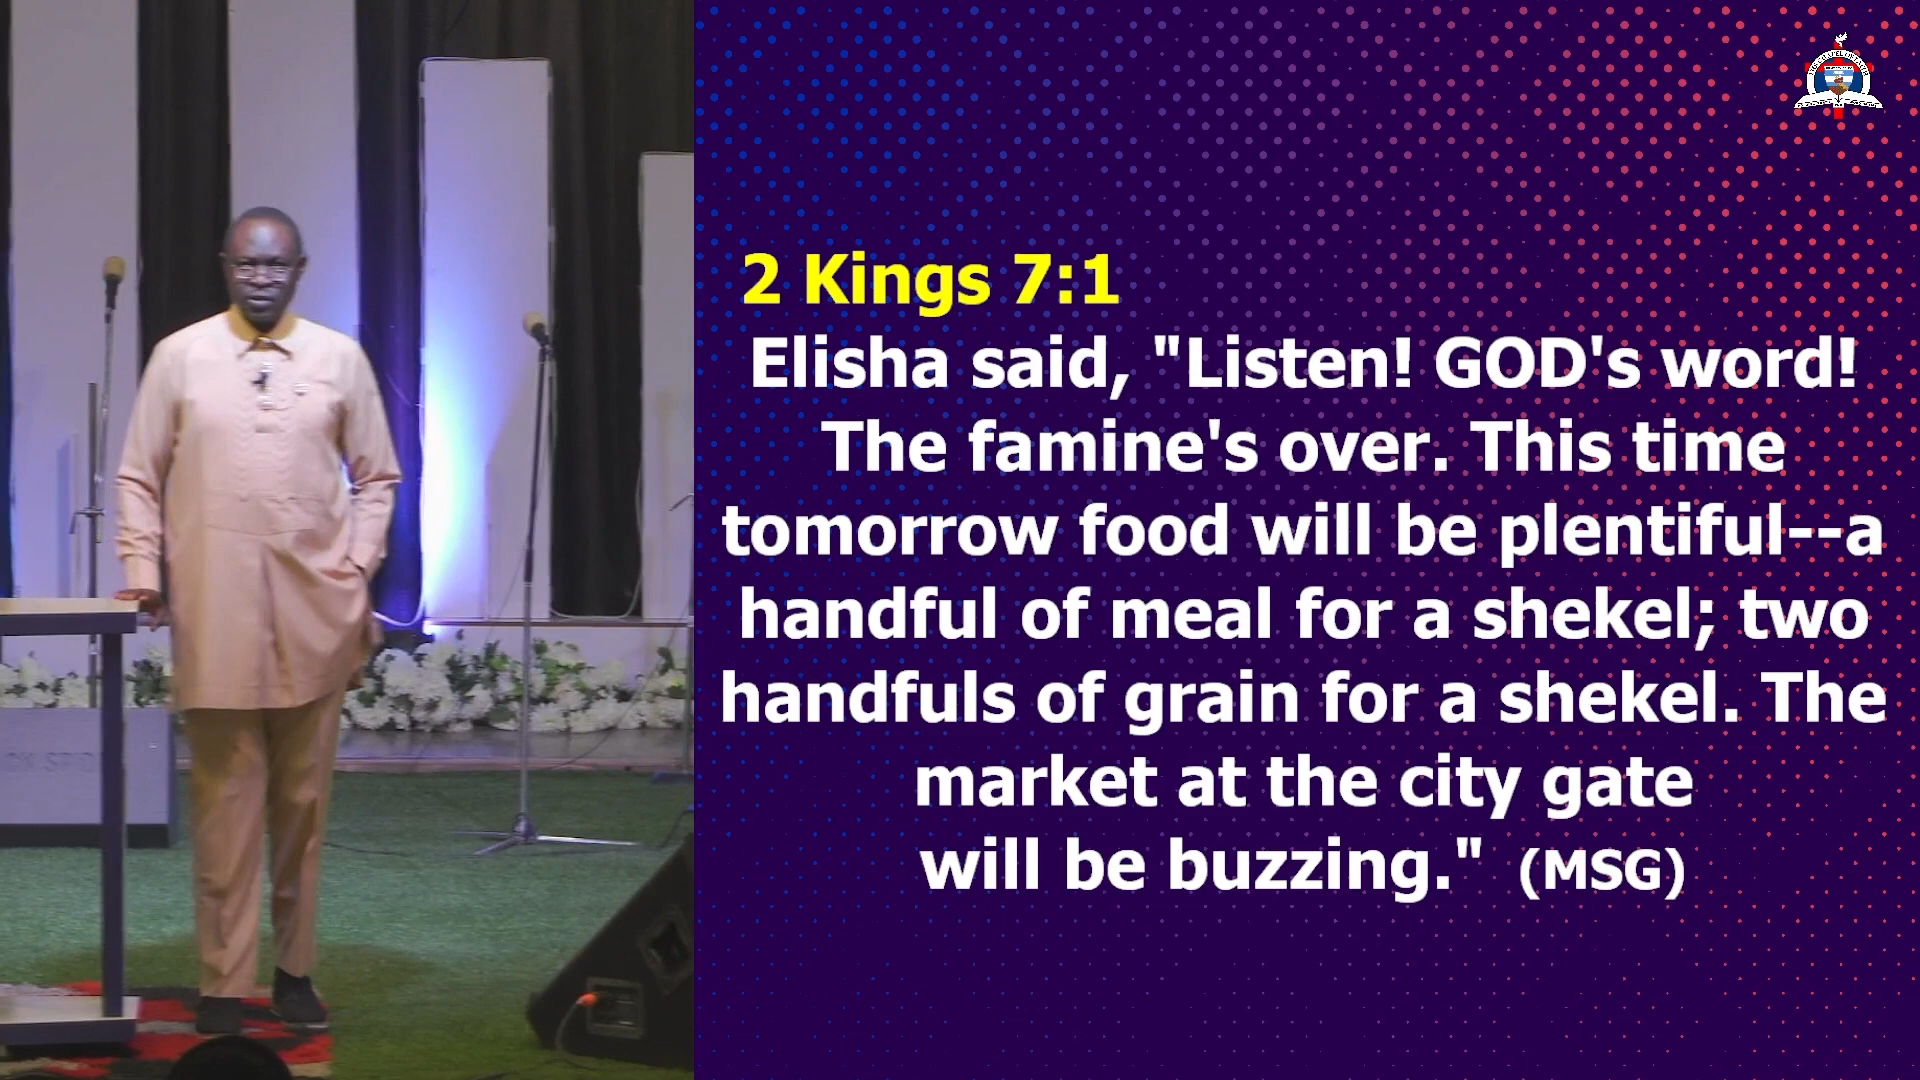 2 Kings 7:1
Elisha said, "Listen! GOD's word!
The famine's over. This time
tomorrow food will be plentiful--a
handful of meal for a shekel; two
handfuls of grain for a shekel. The
market at the city gate
will be buzzing." (MSG)